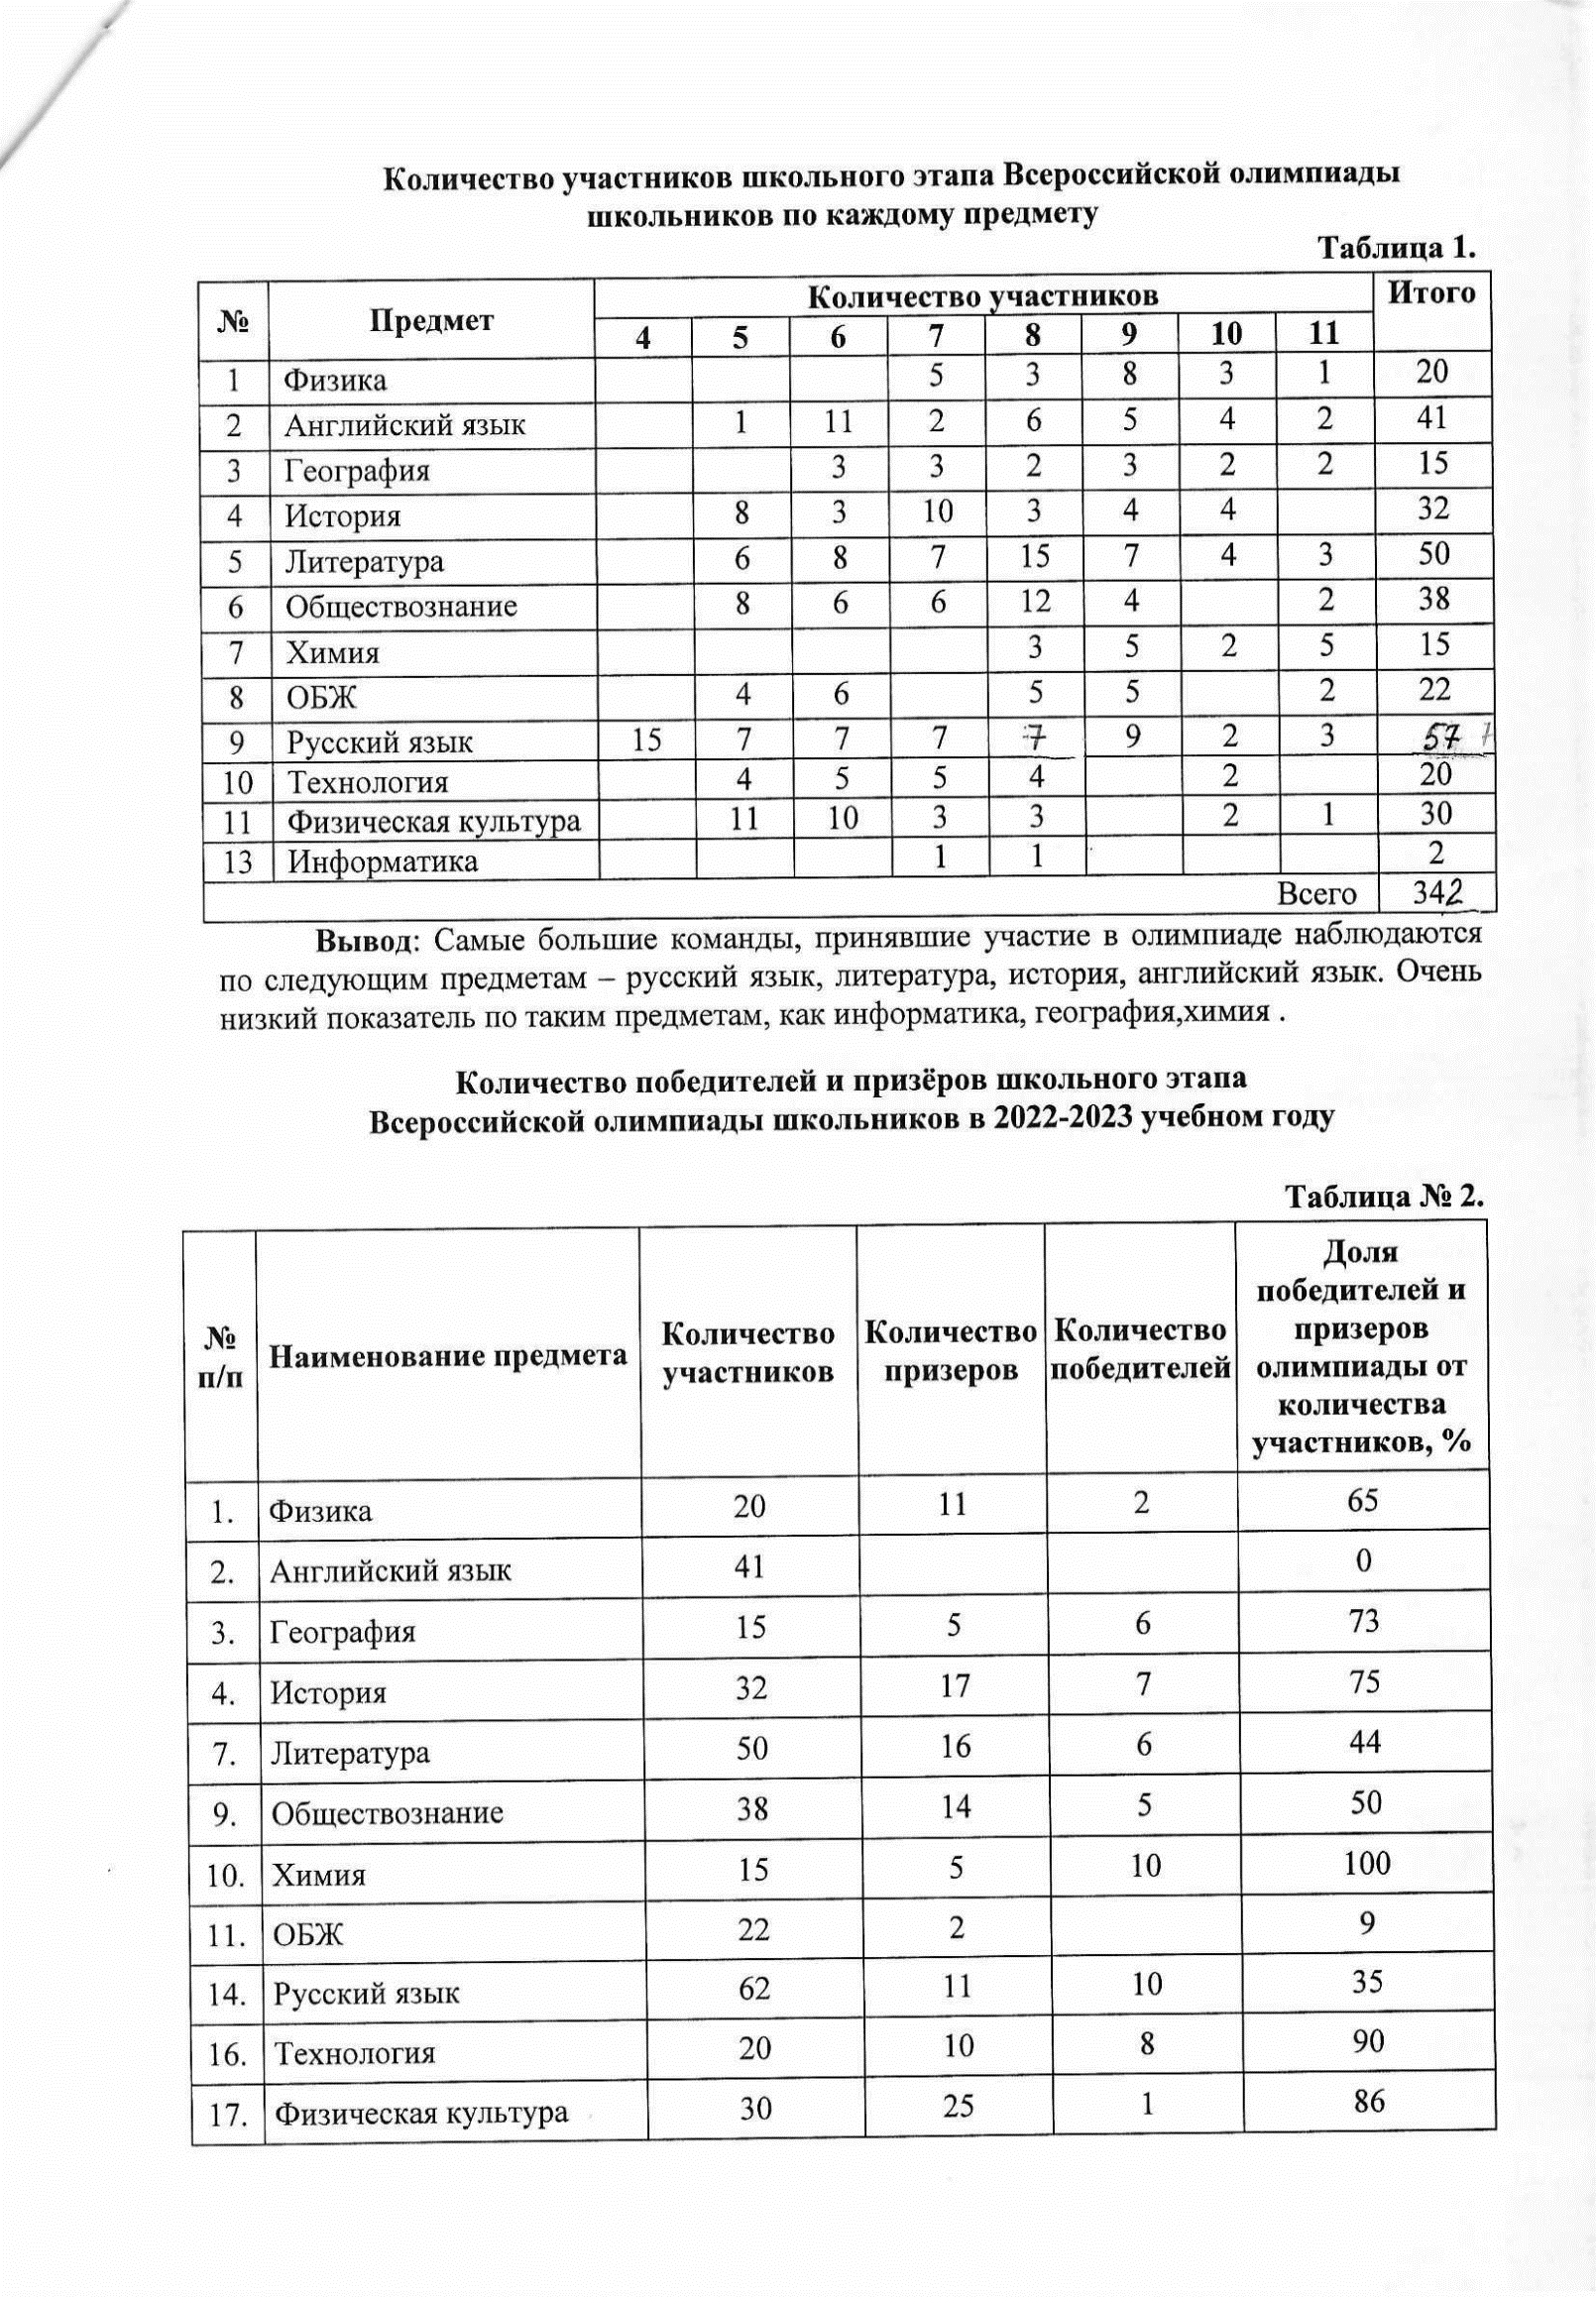 Количество участников школьного этапа Всероссийской олимпиады
школьников по каждому предмету
Таблица 1.
№ Предмет Количество участников Итого
4 5 6 7 8 9 10 11
1 Физика 5 3 8 3 1 20
2 Английский язык 1 11 2 6 5 4 2 41
3 География 3 3 2 3 2 2 15
4 История 8 3 10 3 4 4 32
5 Литература 6 8 7 15 7 4 3 50
6 Обществознание 8 6 6 12 4 2 38
7 Химия 3 5 2 5 15
8 ОБЖ 4 6 5 5 2 22
9 Русский язык 15 7 7 7 7 9 2 3 57
10 Технология 4 5 5 4 2 20
11 Физическая культура 11 10 3 3 2 1 30
13 Информатика 1 1 2
Всего 342
Вывод: Самые большие команды, принявшие участие в олимпиаде наблюдаются
по следующим предметам – русский язык, литература, история, английский язык. Очень
низкий показатель по таким предметам, как информатика, география,химия .
Количество победителей и призёров школьного этапа
Всероссийской олимпиады школьников в 2022-2023 учебном году
Таблица № 2.
№ п/п Наименование предмета Количество участников Количество призеров Количество победителей Доля победителей и призеров олимпиады от количества участников, %
1. Физика 20 11 2 65
2. Английский язык 41 0
3. География 15 5 6 73
4. История 32 17 7 75
7. Литература 50 16 6 44
9. Обществознание 38 14 5 50
10. Химия 15 5 10 100
11. ОБЖ 22 2 9
14. Русский язык 62 11 10 35
16. Технология 20 10 8 90
17. Физическая культура 30 25 1 86